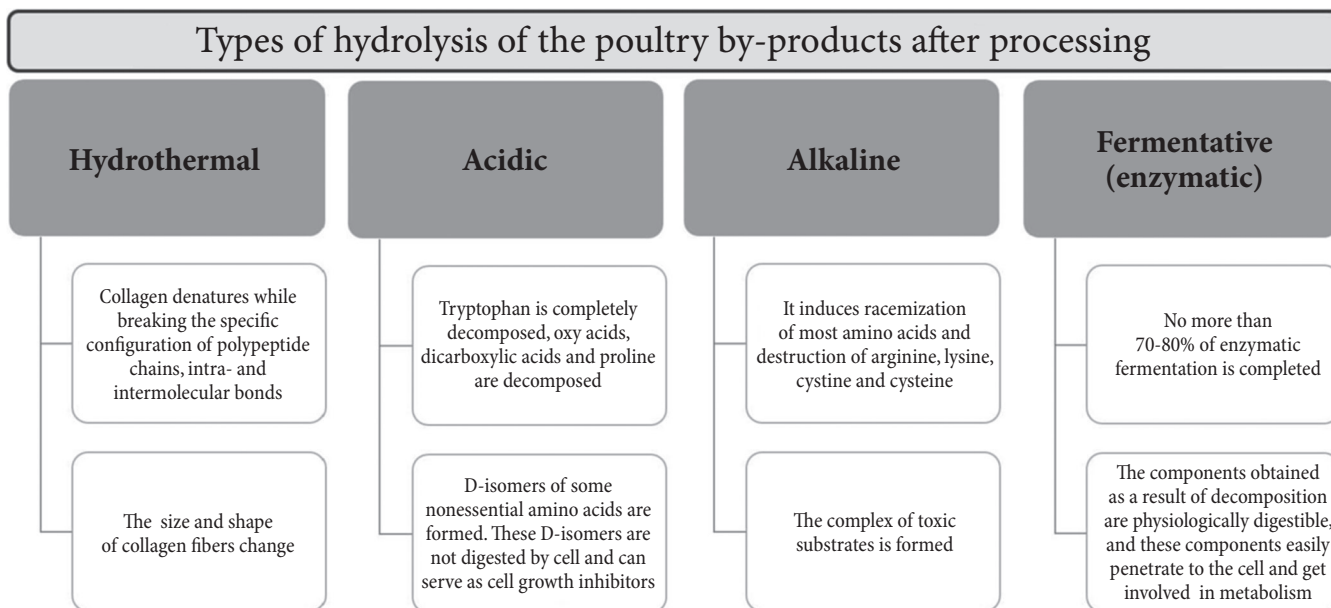 Types of hydrolysis of the poultry by-products after processing
Hydrothermal
Collagen denatures while
breaking the specific
configuration of polypeptide
chains, intra- and
intermolecular bonds
The size and shape
of collagen fibers change
Acidic
Tryptophan is completely
decomposed, oxy acids,
dicarboxylic acids and proline
are decomposed
D-isomers of some
nonessential amino acids are
formed. These D-isomers are
not digested by cell and can
serve as cell growth inhibitors
Alkaline
It induces racemization
of most amino acids and
destruction of arginine, lysine,
cystine and cysteine
The complex of toxic
substrates is formed
Fermentative
(enzymatic)
No more than
70-80% of enzymatic
fermentation is completed
The components obtained
as a result of decomposition
are physiologically digestible,
and these components easily
penetrate to the cell and get
involved in metabolism